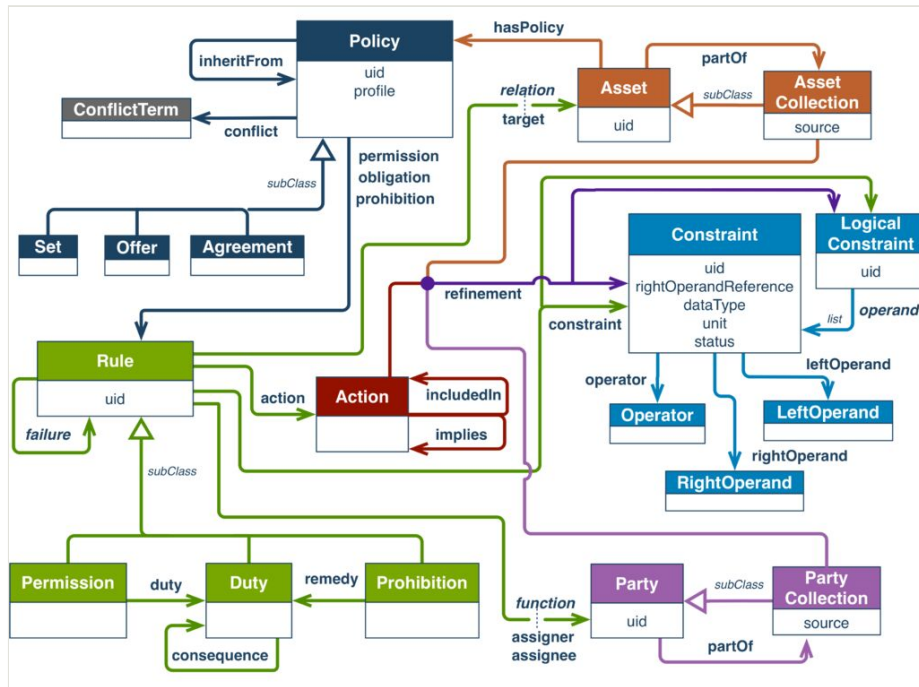 hasPolicy
Policy
inheritFrom
uid
profile
partOf
relation
Asset
subClass
Asset
Collection
ConflictTerm
conflict
target
uid
source
permission
obligation
prohibition
subClass
Set
Offer
Agreement
Constraint
Logical
Constraint
uid
rightOperandReference
dataType
unit
status
uid
refinement
constraint
list
operand
Rule
uid
action
Action
includedIn
implies
failure
operator
leftOperand
Operator
LeftOperand
rightOperand
RightOperand
subClass
Permission
duty
Duty
remedy
Prohibition
consequence
function
assigner
assignee
Party
uid
subClass
Party
Collection
source
partOf